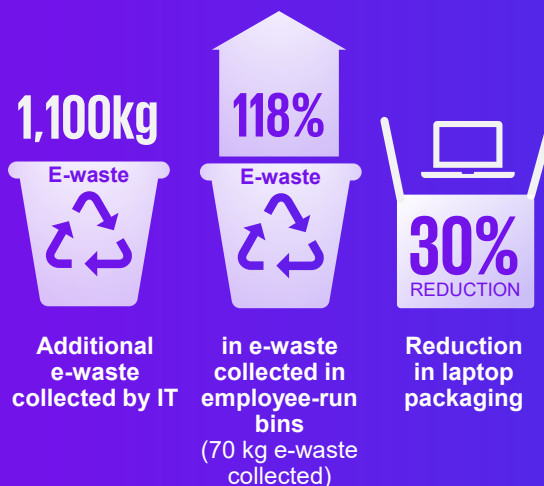 1,100kg
E-waste
Additional
e-waste
collected by IT
118%
E-waste
in e-waste
collected in
employee-run
bins
(70 kg e-waste
collected)
30%
REDUCTION
Reduction
in laptop
packaging